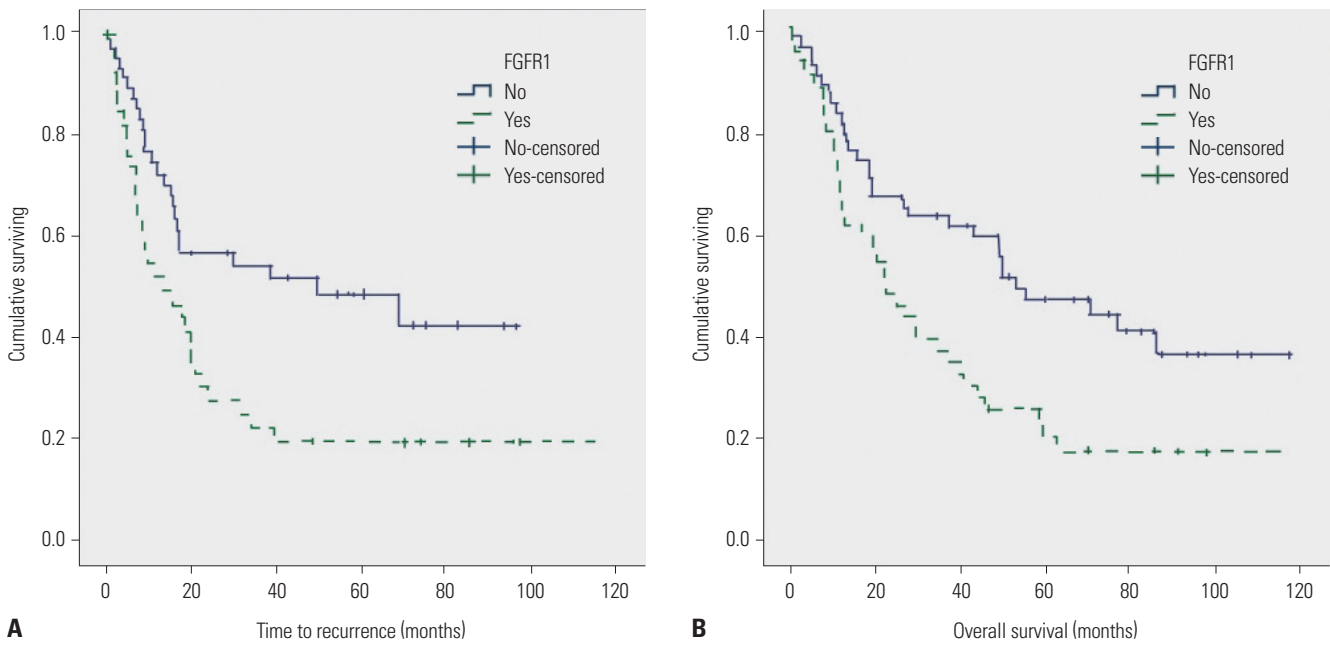 1.0
0.8
0.6
0.4
0.2
0.0
Cumulative surviving
FGFR1
No
Yes
No-censored
Yes-censored
0 20 40 60 80 100 120
Time to recurrence (months)
A
1.0
0.8
0.6
0.4
0.2
0.0
Cumulative surviving
FGFR1
No
Yes
No-censored
Yes-censored
0 20 40 60 80 100 120
Overall survival (months)
B